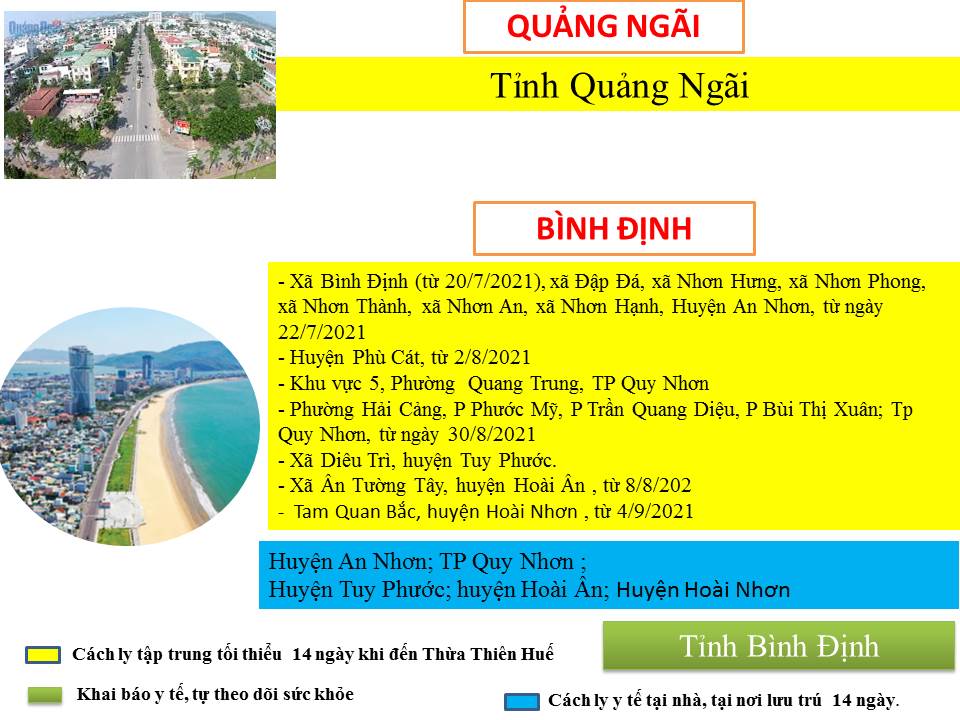 QUẢNG NGÃI
Tỉnh Quảng Ngãi
BÌNH ĐỊNH
- Xã Bình Định (từ 20/7/2021), xã Đập Đá, xã Nhơn Hưng, xã Nhơn Phong,
xã Nhơn Thành, xã Nhơn An, xã Nhơn Hạnh, Huyện An Nhơn, từ ngày
22/7/2021
- Huyện Phù Cát, từ 2/8/2021
- Khu vực 5, Phường Quang Trung, TP Quy Nhơn
- Phường Hải Cảng, P Phước Mỹ, P Trần Quang Diệu, P Bùi Thị Xuân; Tp
Quy Nhơn, từ ngày 30/8/2021
- Xã Diêu Trì, huyện Tuy Phước.
- Xã Ân Tường Tây, huyện Hoài Ân , từ 8/8/202
- Tam Quan Bắc, huyện Hoài Nhơn , từ 4/9/2021
Huyện An Nhơn; TP Quy Nhơn ;
Huyện Tuy Phước; huyện Hoài Ân; Huyện Hoài Nhơn
Tỉnh Bình Định
Cách ly tập trung tối thiểu 14 ngày khi đến Thừa Thiên Huế
Khai báo y tế, tự theo dõi sức khỏe
Cách ly y tế tại nhà, tại nơi lưu trú 14 ngày.